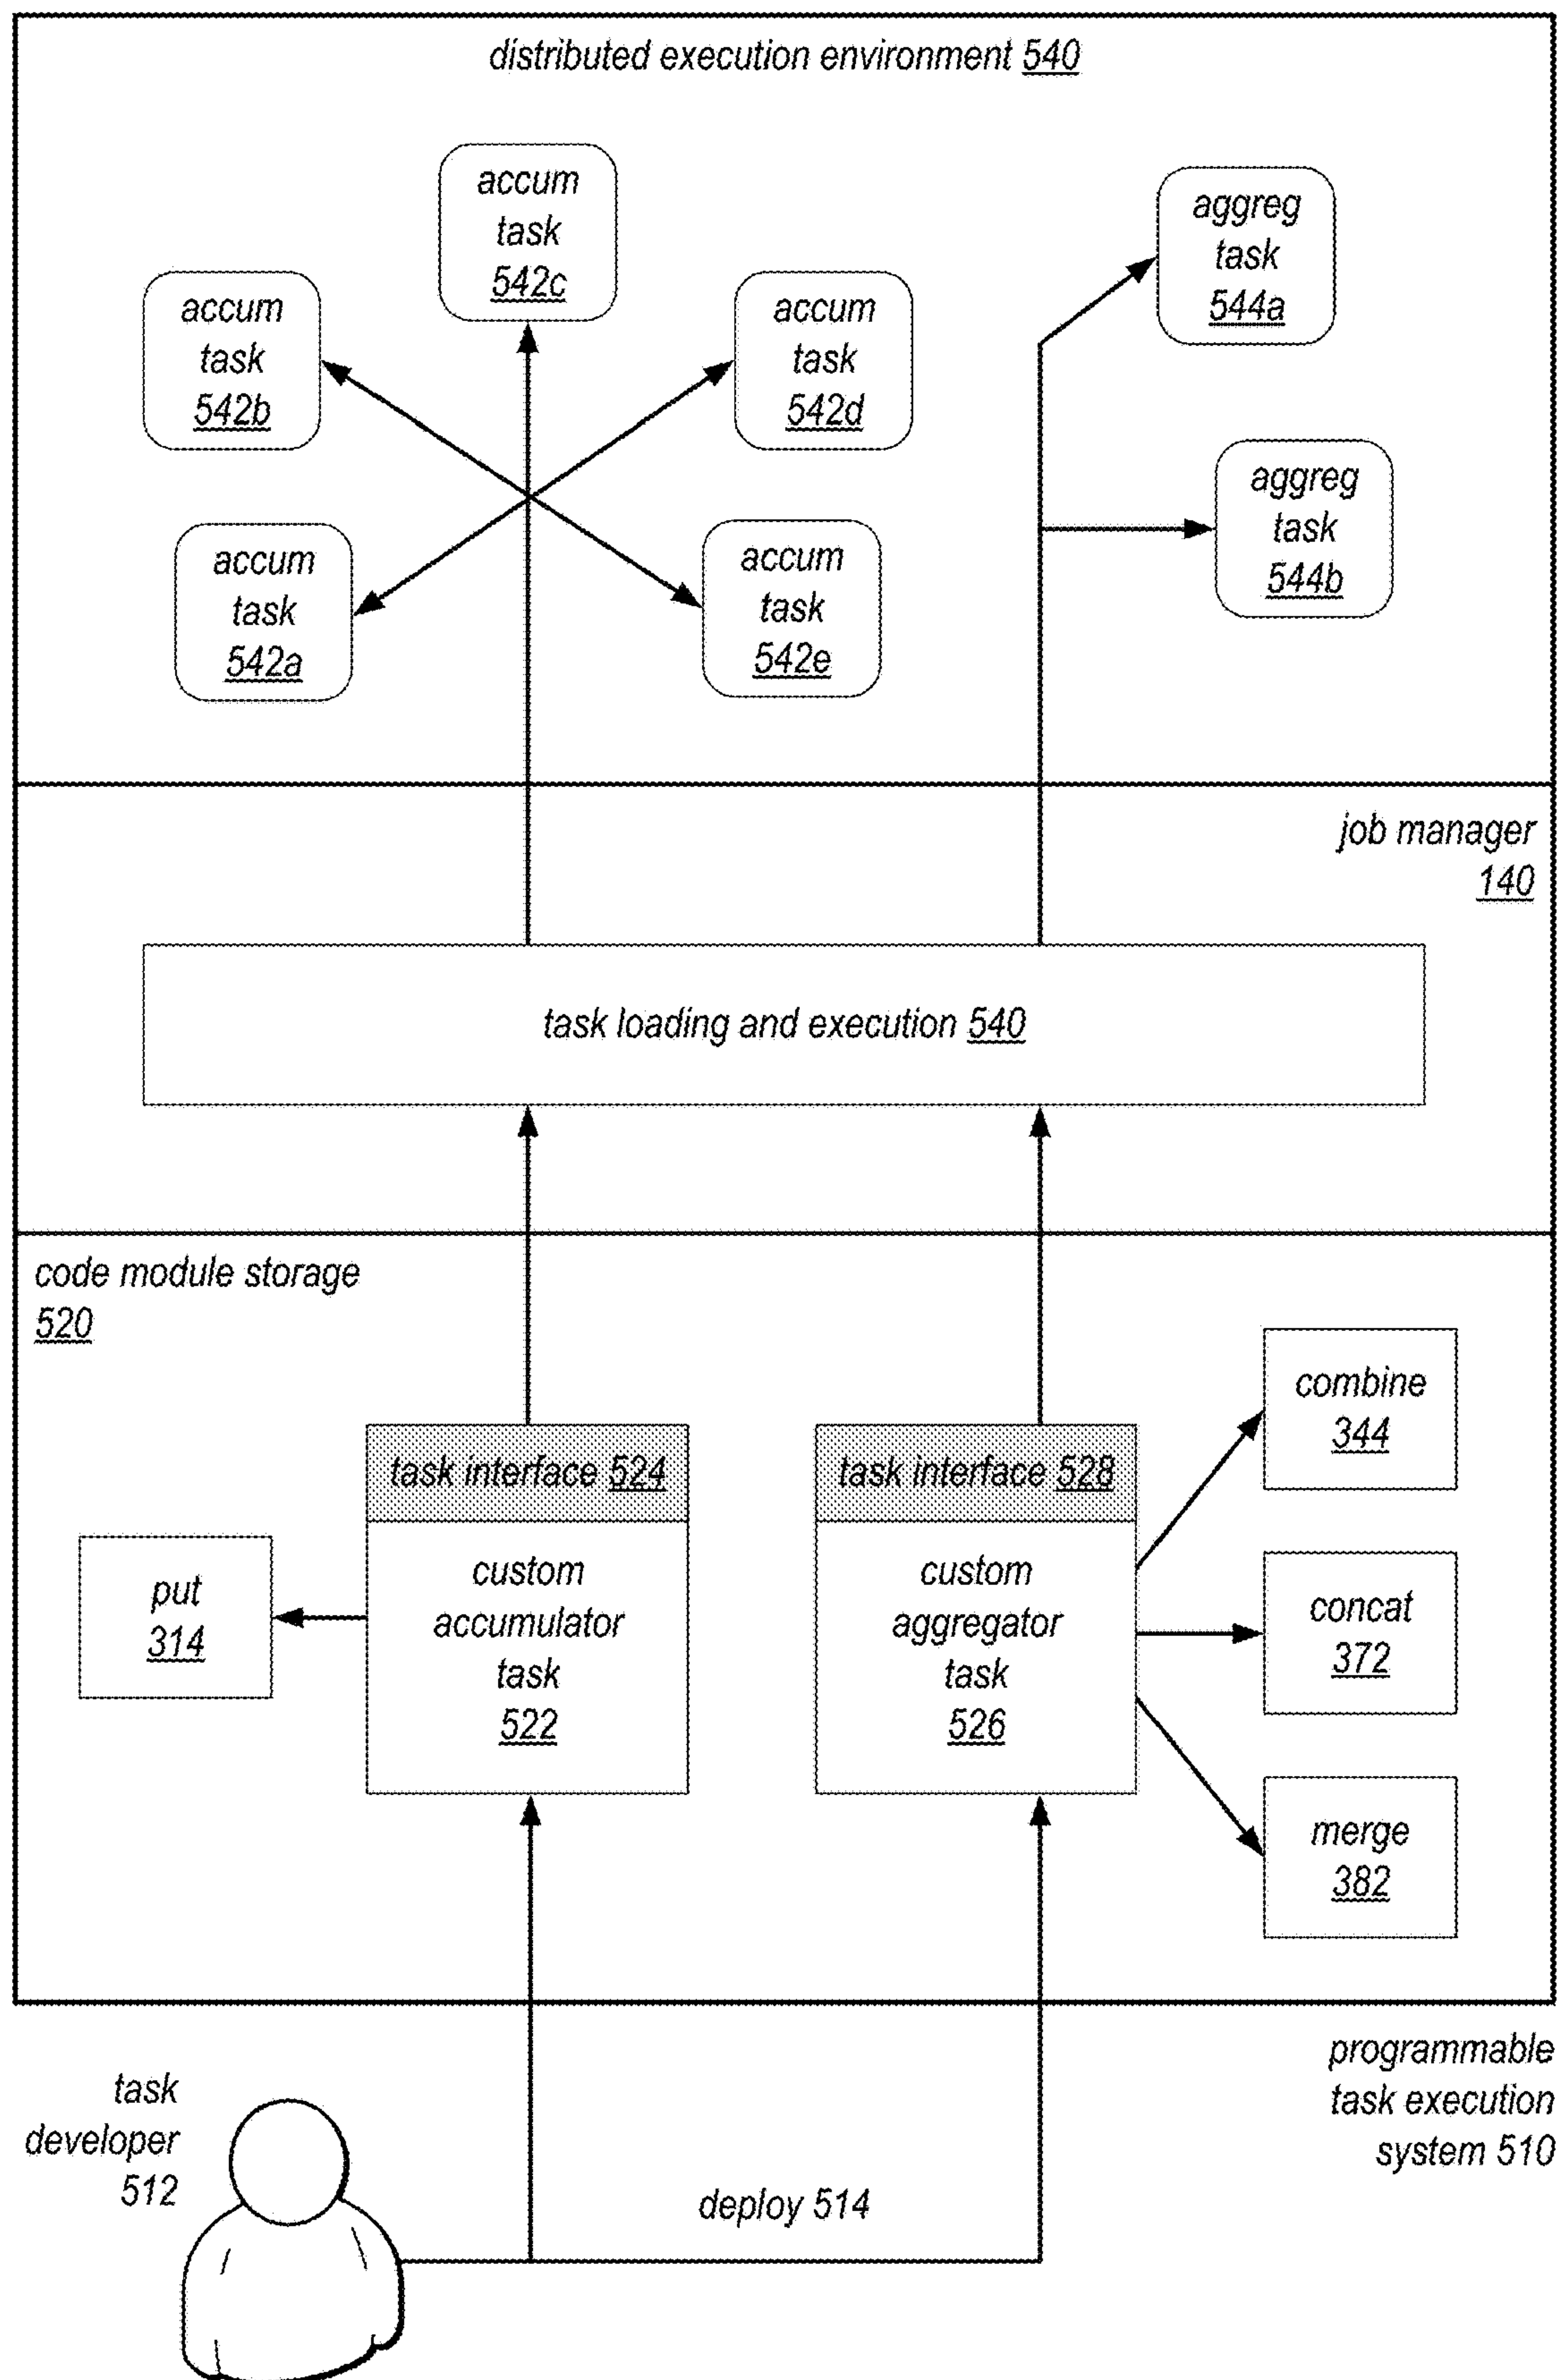 distributed execution environment 540
accum
task
542c
aggreg
task
544a
accum
task
542b
accum
task
542d
aggreg
task
544b
accum
task
542a
accum
task
542e
job manager
140
task loading and execution 540
code module storage
520
combine
344
task interface 524
task interface 528
put
314
custom
accumulator
task
522
custom
aggregator
task
526
concat
372
merge
382
programmable
task execution
system 510
task
developer
512
deploy 514